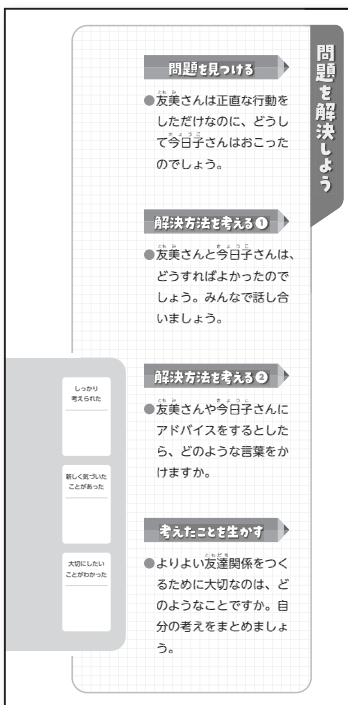 問題を解決しよう
問題を見つける
●友美さんは正直な行動を
しただけなのに、どうし
て今日子さんはおこった
のでしょう。
解決方法を考える❶
●友美さんと今日子さんは、
どうすればよかったので
しょう。みんなで話し合
いましょう。
解決方法を考える❷
●友美さんや今日子さんに
アドバイスをするとした
ら、どのような言葉をか
けますか。
考えたことを生かす
●よりよい友達関係をつく
るために大切なのは、ど
のようなことですか。自
分の考えをまとめましょ
う。
しっかり
考えられた
新しく気づいた
ことがあった
大切にしたい
ことがわかった